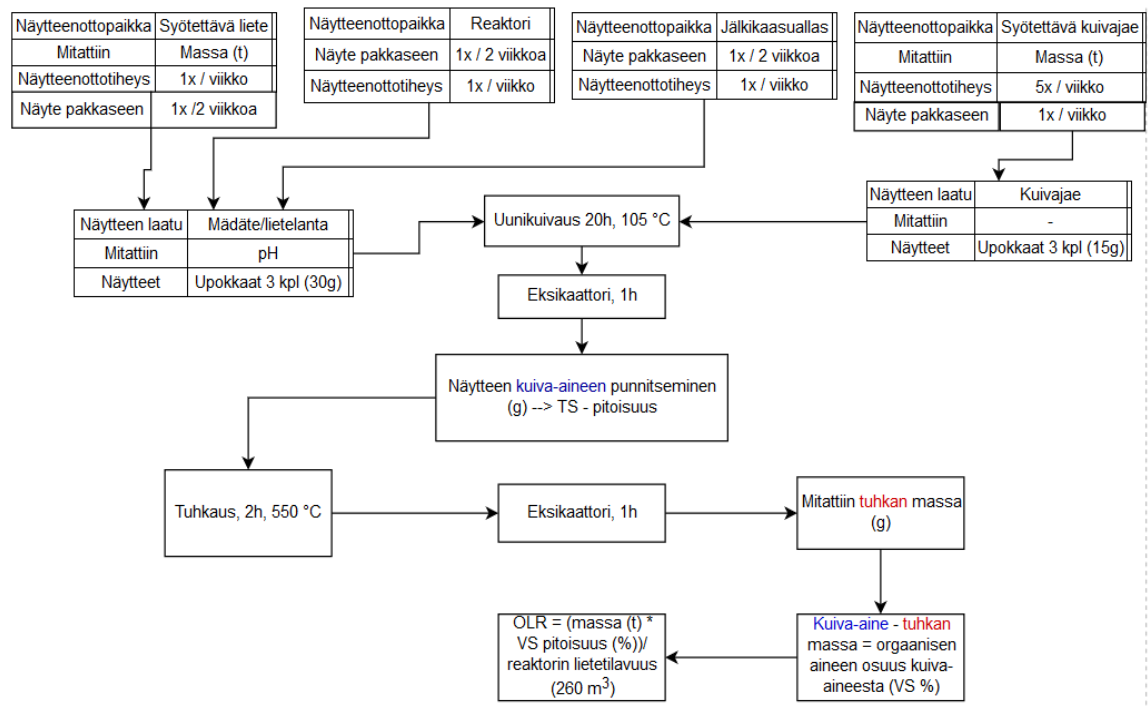 Näytteenottopaikka Syötettävä liete
Mitattiin Massa (t)
Näytteenottotiheys 1x / viikko
Näyte pakkaseen 1x /2 viikkoa
Näytteenottopaikka Reaktori
Näyte pakkaseen 1x / 2 viikkoa
Näytteenottotiheys 1x / viikko
Näytteenottopaikka Jälkikaasuallas
Näyte pakkaseen 1x / 2 viikkoa
Näytteenottotiheys 1x / viikko
Näytteenottopaikka Syötettävä kuivajae
Mitattiin Massa (t)
Näytteenottotiheys 5x / viikko
Näyte pakkaseen 1x / viikko
Näytteen laatu Mädäte/lietelanta
Mitattiin pH
Näytteet Upokkaat 3 kpl (30g)
Uunikuivaus 20h, 105 °C
Näytteen laatu Kuivajae
Mitattiin -
Näytteet Upokkaat 3 kpl (15g)
Eksikaattori, 1h
Näytteen kuiva-aineen punnitseminen
(g) --> TS - pitoisuus
Tuhkaus, 2h, 550 °C
Eksikaattori, 1h
Mitattiin tuhkan massa
(g)
Kuiva-aine - tuhkan
massa = orgaanisen
aineen osuus kuiva-
aineesta (VS %)
OLR = (massa (t) *
VS pitoisuus (%))/
reaktorin lietetilavuus
(260 m³)